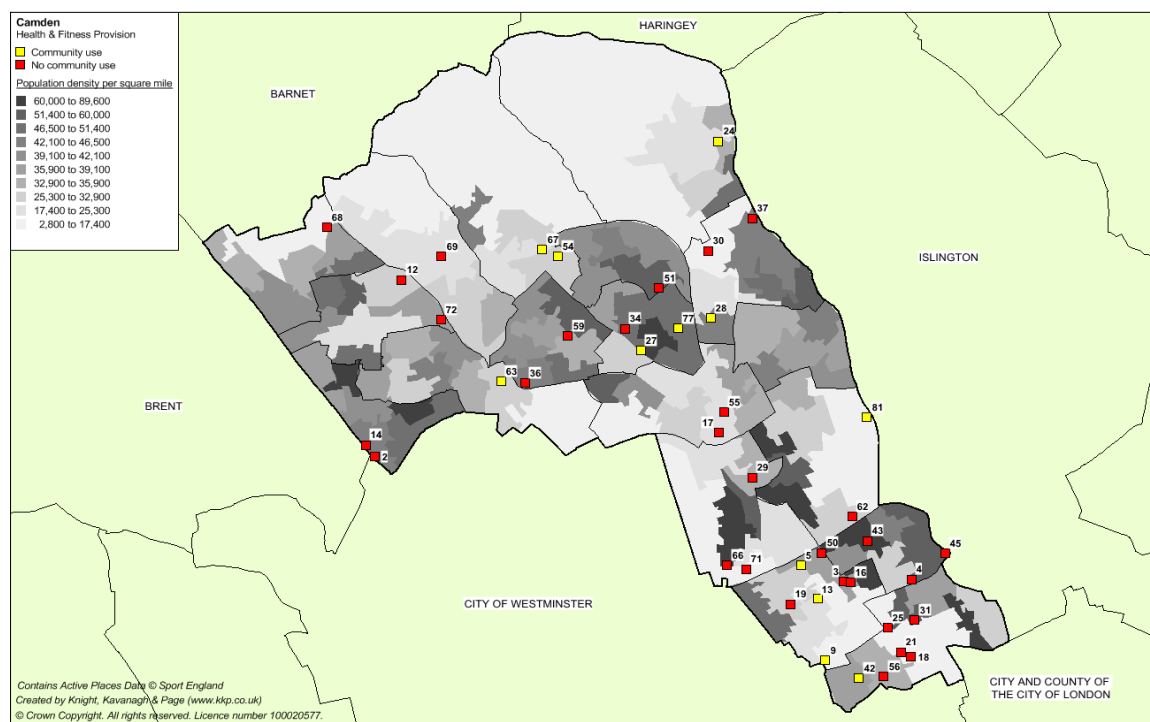 Camden
Health & Fitness Provision
Community use
No community use
Population density per square mile
60,000 to 89,600
51,400 to 60,000
46,500 to 51,400
42,100 to 46,500
39,100 to 42,100
35,900 to 39,100
32,900 to 35,900
25,300 to 32,900
17,400 to 25,300
2,800 to 17,400
HARINGEY
BARNET
24
37
68
67
69
54
30
ISLINGTON
12
51
72
28
34
77
59
27
63
36
BRENT
55
81
17
14
2
29
62
43
50
45
66
71
5
3
16
4
CITY OF WESTMINSTER
13
19
31
25
21
18
9
42
56
CITY AND COUNTY OF
THE CITY OF LONDON
Contains Active Places Data © Sport England
Created by Knight, Kavanagh & Page (www.kkp.co.uk)
© Crown Copyright. All rights reserved. Licence number 100020577.